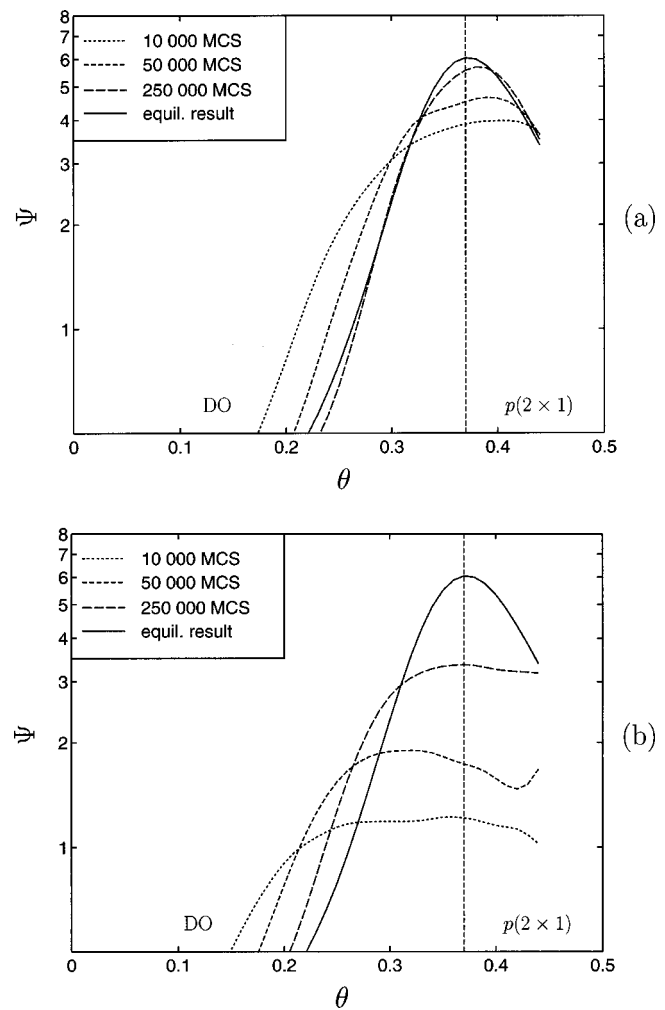 8
7
6
5
4
3
2
1
Ψ
10 000 MCS
50 000 MCS
250 000 MCS
equil. result
DO
p(2 × 1)
0
0.1
0.2
0.3
0.4
0.5
θ
(a)
8
7
6
5
4
3
2
1
Ψ
10 000 MCS
50 000 MCS
250 000 MCS
equil. result
DO
p(2 × 1)
0
0.1
0.2
0.3
0.4
0.5
θ
(b)